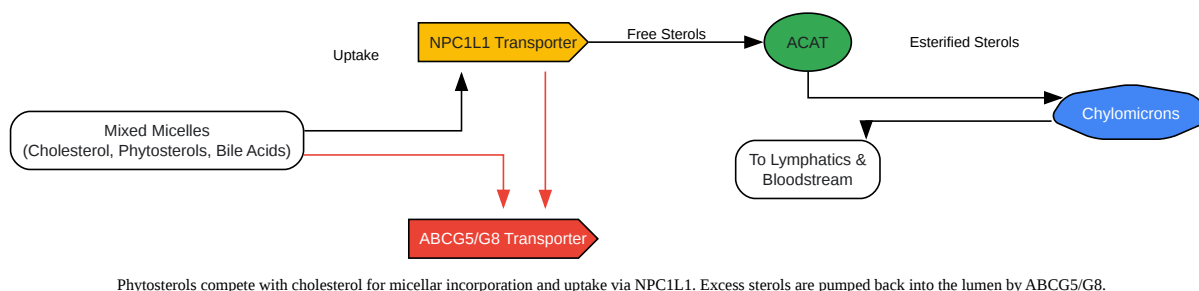 Uptake
NPC1L1 Transporter
Free Sterols
ACAT
Esterified Sterols
Mixed Micelles
(Cholesterol, Phytosterols, Bile Acids)
Chylomicrons
To Lymphatics &
Bloodstream
ABCG5/G8 Transporter
Phytosterols compete with cholesterol for micellar incorporation and uptake via NPC1L1. Excess sterols are pumped back into the lumen by ABCG5/G8.